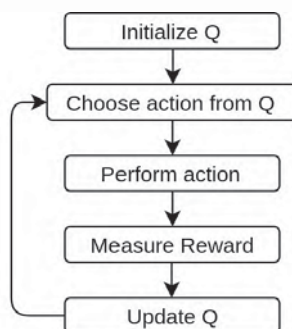 Initialize Q
Choose action from Q
Perform action
Measure Reward
Update Q